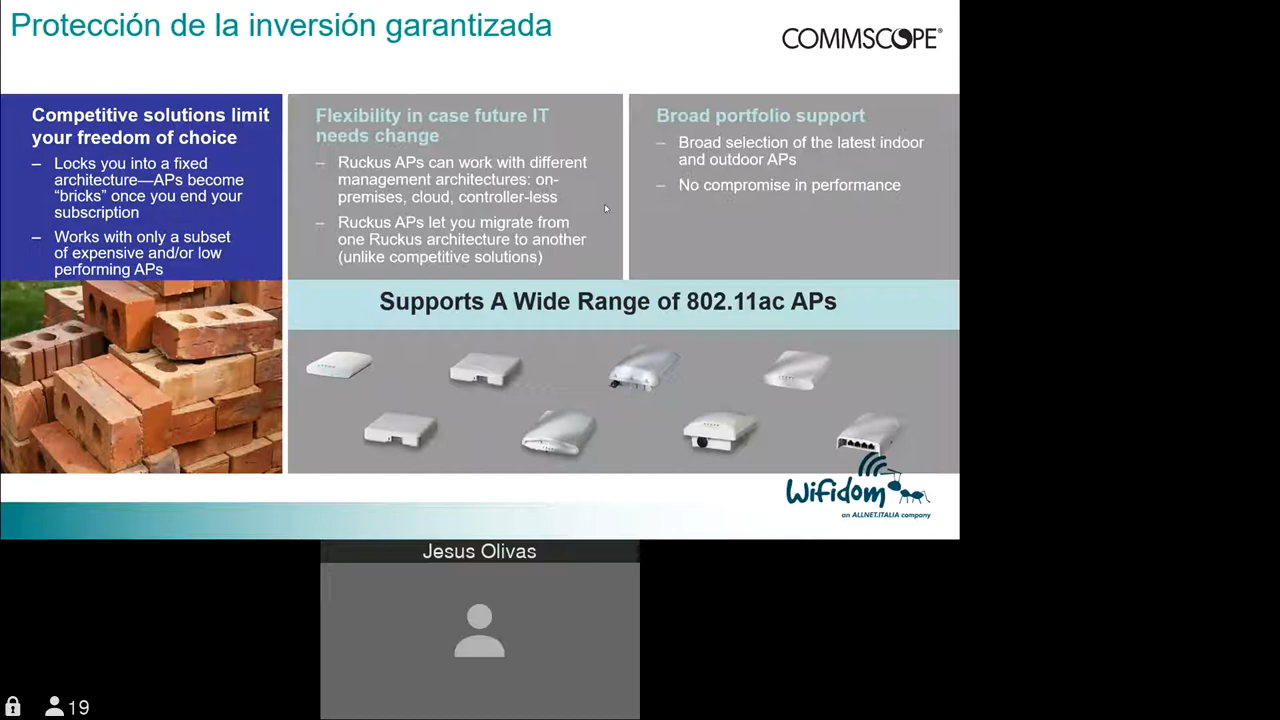 Protección de la inversión garantizada
COMMSCOPE®
Competitive solutions limit
your freedom of choice
– Locks you into a fixed
architecture—APs become
“bricks” once you end your
subscription
– Works with only a subset
of expensive and/or low
performing APs
Flexibility in case future IT
needs change
– Ruckus APs can work with different
management architectures: on-
premises, cloud, controller-less
– Ruckus APs let you migrate from
one Ruckus architecture to another
(unlike competitive solutions)
Broad portfolio support
– Broad selection of the latest indoor
and outdoor APs
– No compromise in performance
Supports A Wide Range of 802.11ac APs
Wifidom
an ALLNET.ITALIA company
Jesus Olivas
19